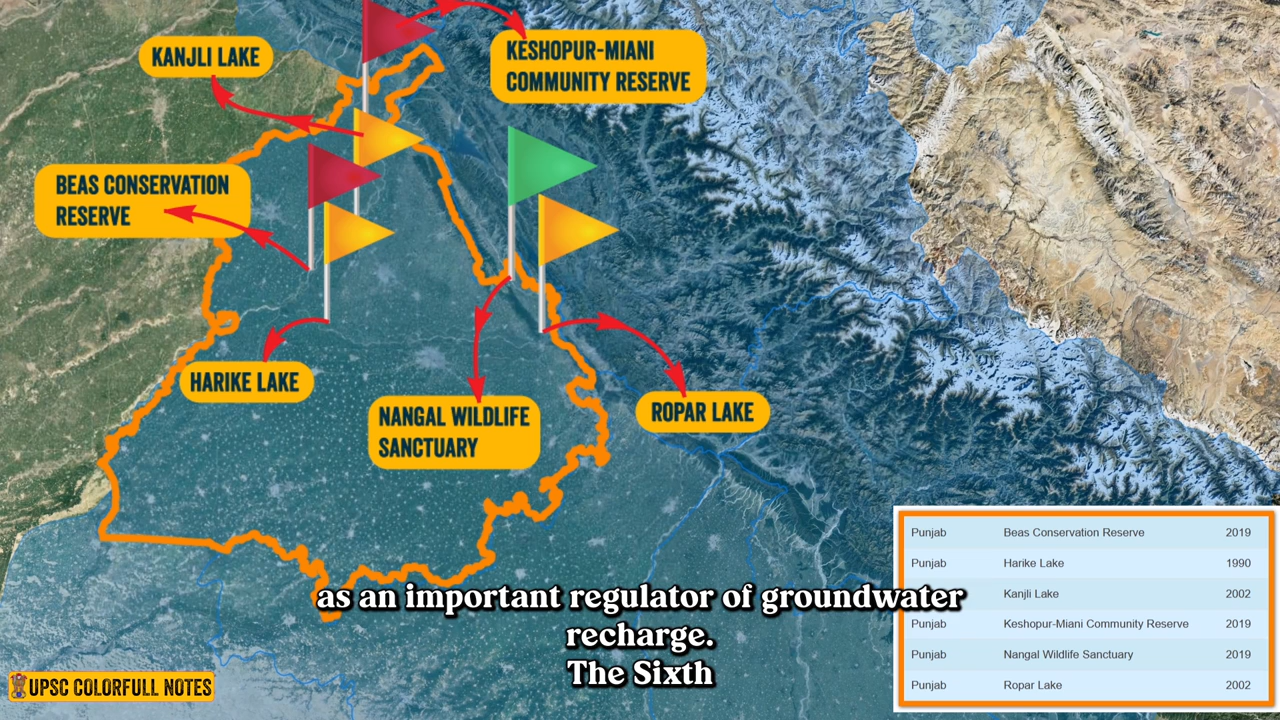 KANJLI LAKE
KESHOPUR-MIANI
COMMUNITY RESERVE
BEAS CONSERVATION
RESERVE
HARIKE LAKE
NANGAL WILDLIFE
SANCTUARY
ROPAR LAKE
Punjab Beas Conservation Reserve 2019
Punjab Harike Lake 1990
Punjab Kanjli Lake 2002
Punjab Keshopur-Miani Community Reserve 2019
Punjab Nangal Wildlife Sanctuary 2019
Punjab Ropar Lake 2002
as an important regulator of groundwater
recharge.
The Sixth
UPSC COLORFULL NOTES